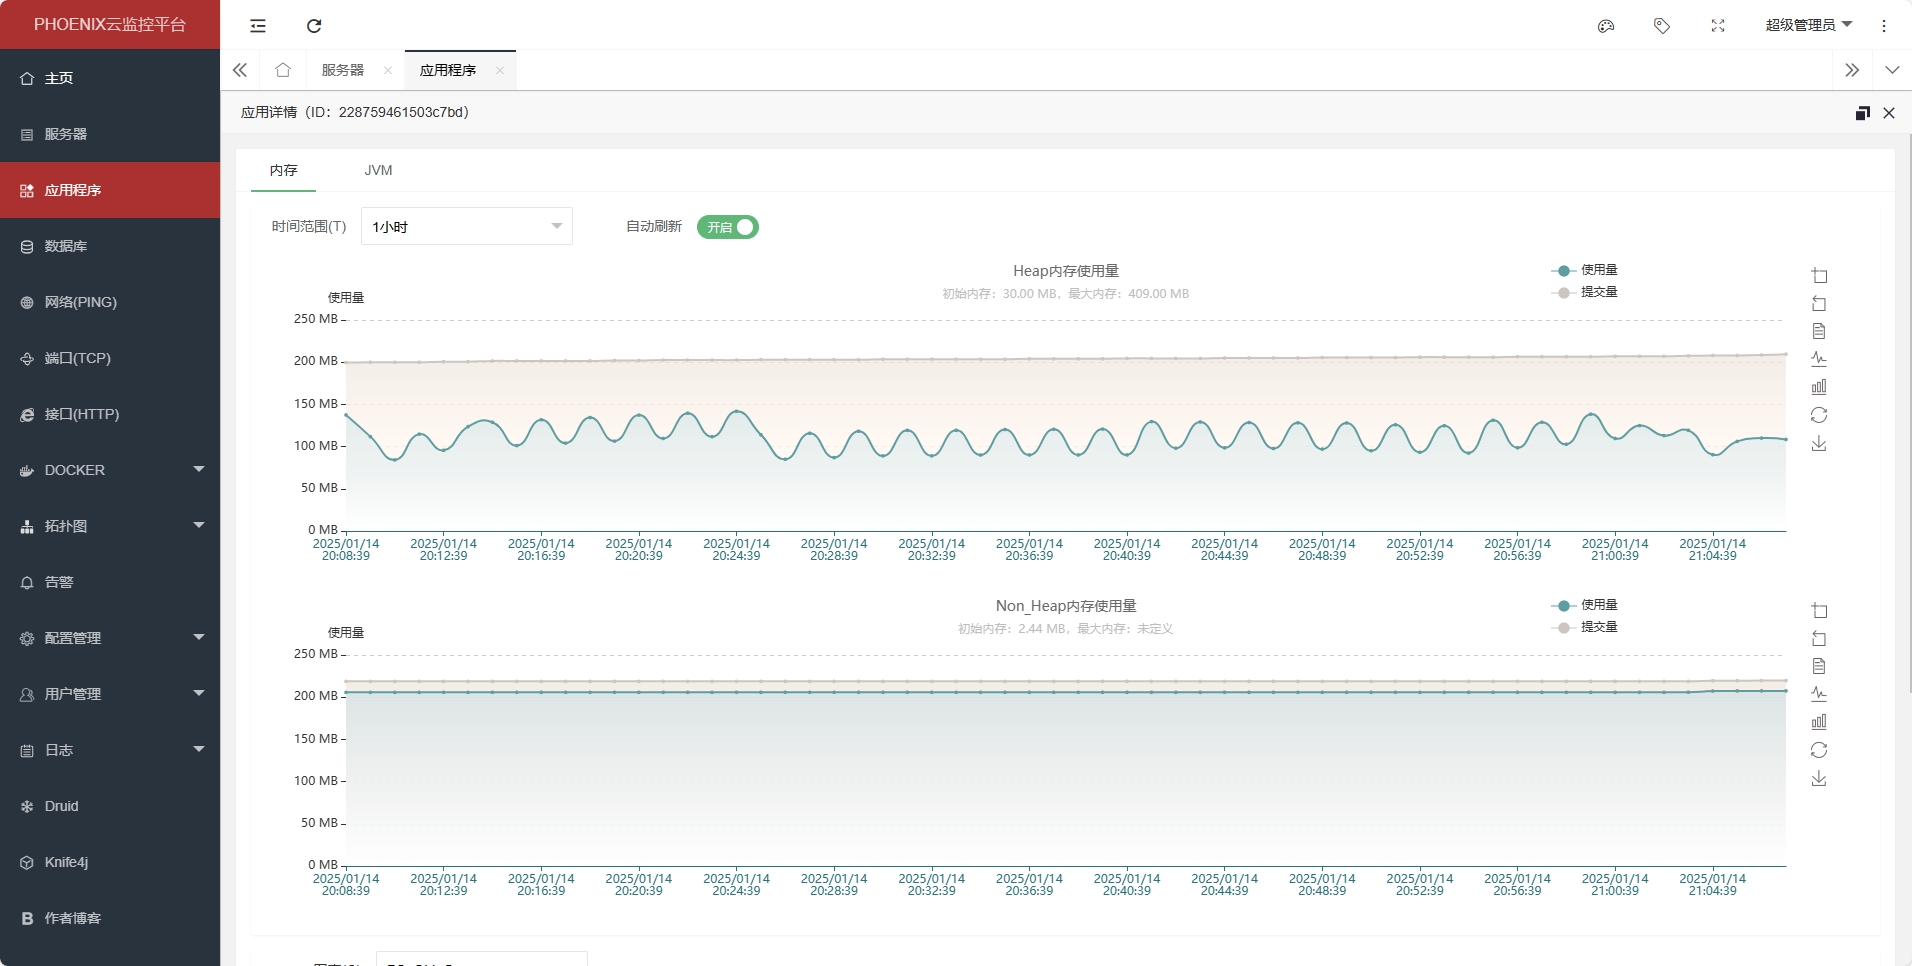 PHOENIX云监控平台
超级管理员
服务器
应用程序
主页
服务器
应用程序
数据库
网络(PING)
端口(TCP)
接口(HTTP)
DOCKER
拓扑图
告警
配置管理
用户管理
日志
Druid
Knife4j
作者博客
应用详情（ID：228759461503c7bd）
内存 JVM
时间范围(T) 1小时 自动刷新 开启
Heap内存使用量
初始内存：30.00 MB，最大内存：409.00 MB
使用量
提交量
使用量
250 MB
200 MB
150 MB
100 MB
50 MB
0 MB
2025/01/14 2025/01/14 2025/01/14 2025/01/14 2025/01/14 2025/01/14 2025/01/14 2025/01/14 2025/01/14 2025/01/14 2025/01/14 2025/01/14 2025/01/14 2025/01/14 2025/01/14
20:08:39 20:12:39 20:16:39 20:20:39 20:24:39 20:28:39 20:32:39 20:36:39 20:40:39 20:44:39 20:48:39 20:52:39 20:56:39 21:00:39 21:04:39
Non_Heap内存使用量
初始内存：2.44 MB，最大内存：未定义
使用量
提交量
使用量
250 MB
200 MB
150 MB
100 MB
50 MB
0 MB
2025/01/14 2025/01/14 2025/01/14 2025/01/14 2025/01/14 2025/01/14 2025/01/14 2025/01/14 2025/01/14 2025/01/14 2025/01/14 2025/01/14 2025/01/14 2025/01/14 2025/01/14
20:08:39 20:12:39 20:16:39 20:20:39 20:24:39 20:28:39 20:32:39 20:36:39 20:40:39 20:44:39 20:48:39 20:52:39 20:56:39 21:00:39 21:04:39